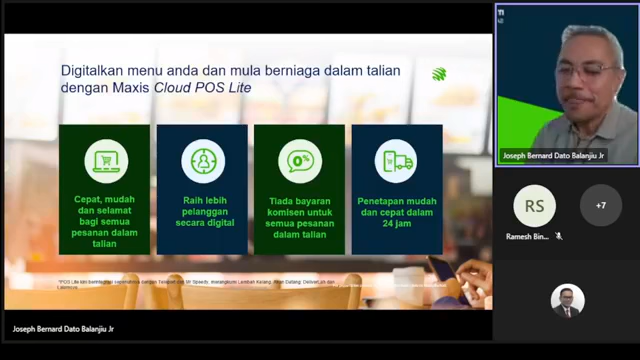 Digitalkan menu anda dan mula berniaga dalam talian
dengan Maxis Cloud POS Lite
Cepat, mudah
dan selamat
bagi semua
pesanan dalam
talian
Raih lebih
pelanggan
secara digital
0%
Tiada bayaran
komisen untuk
semua pesanan
dalam talian
Penetapan mudah
dan cepat dalam
24 jam
Joseph Bernard Dato Balanjiu Jr
Joseph Bernard Dato Balanjiu Jr
RS
Ramesh Bin...
+7